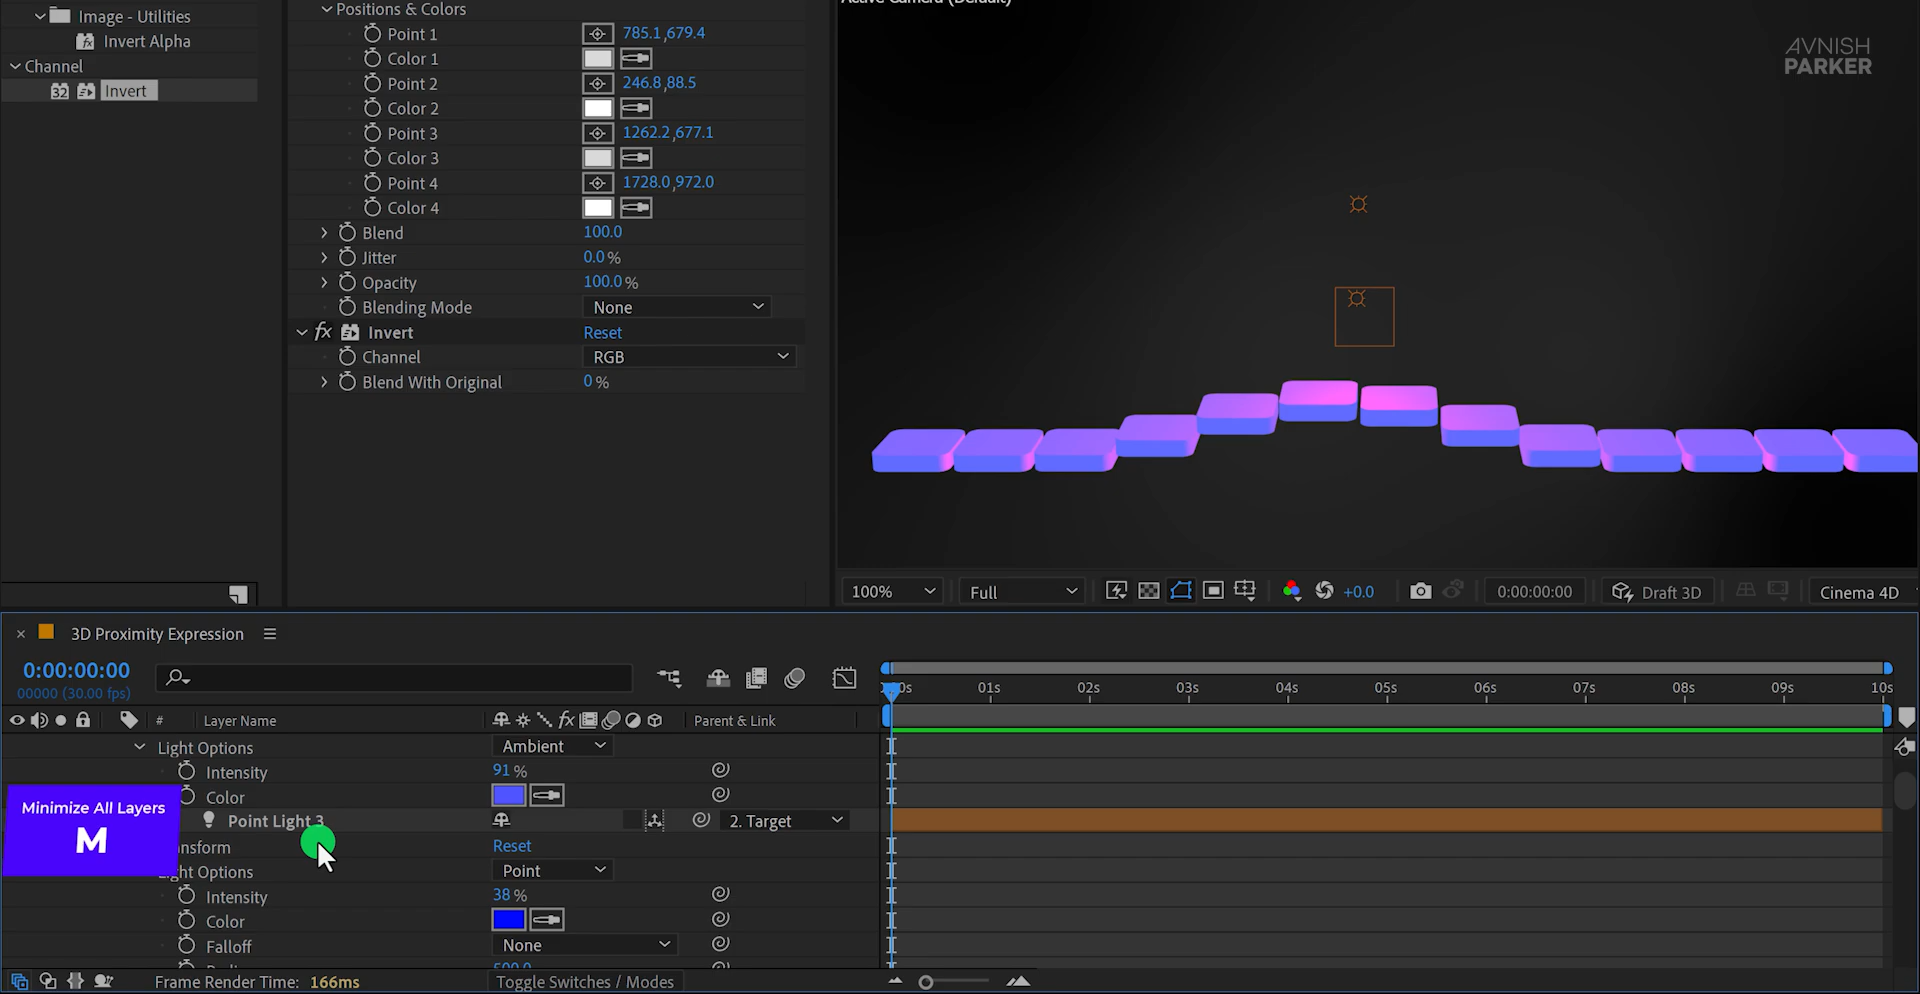 Image - Utilities
Invert Alpha
Channel
32
Invert
Positions & Colors
Point 1
785.1,679.4
Color 1
Point 2
246.8,88.5
Color 2
Point 3
1262.2,677.1
Color 3
Point 4
1728.0,972.0
Color 4
Blend
100.0
Jitter
0.0 %
Opacity
100.0 %
Blending Mode
None
fx
Invert
Reset
Channel
RGB
Blend With Original
0 %
Active Camera (Default)
AVNISH
PARKER
100%
Full
+0.0
0:00:00:00
Draft 3D
Cinema 4D
3D Proximity Expression
0:00:00:00
00000 (30.00 fps)
01s
02s
03s
04s
05s
06s
07s
08s
09s
10s
#
Layer Name
fx
Parent & Link
Light Options
Ambient
Intensity
91 %
Color
Minimize All Layers
M
Point Light 3
2. Target
Reset
Light Options
Point
Intensity
38 %
Color
Falloff
None
500.0
Frame Render Time: 166ms
Toggle Switches / Modes